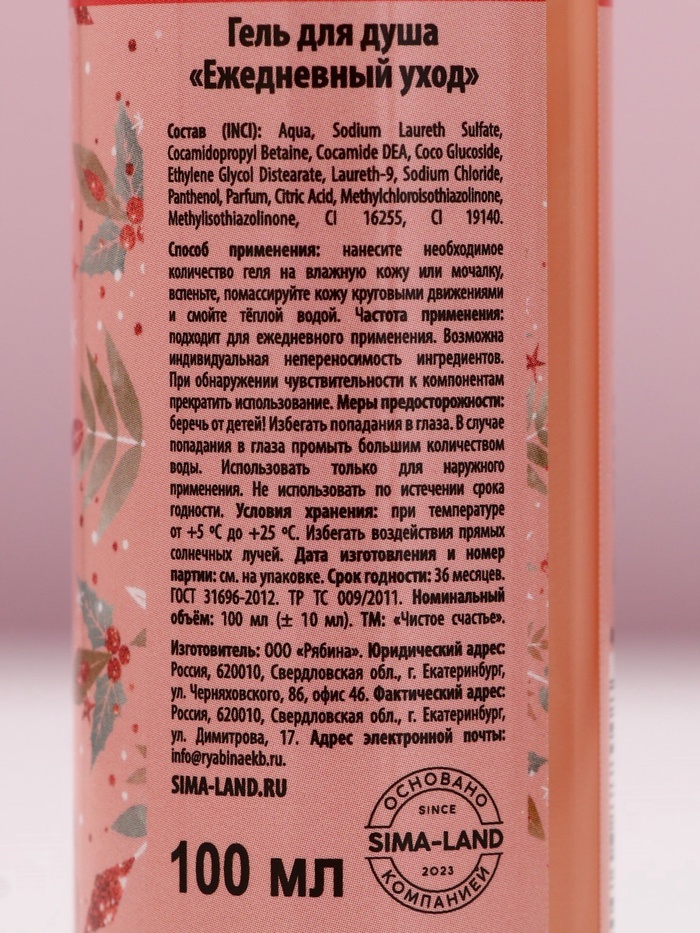 Гель для душа
«Ежедневный уход»
Состав (INCI): Aqua, Sodium Laureth Sulfate,
Cocamidopropyl Betaine, Cocamide DEA, Coco Glucoside,
Ethylene Glycol Distearate, Laureth-9, Sodium Chloride,
Panthenol, Parfum, Citric Acid, Methylchloroisothiazolinone,
Methylisothiazolinone, CI 16255, CI 19140.
Способ применения: нанесите необходимое
количество геля на влажную кожу или мочалку,
вспеньте, помассируйте кожу круговыми движениями
и смойте тёплой водой. Частота применения:
подходит для ежедневного применения. Возможна
индивидуальная непереносимость ингредиентов.
При обнаружении чувствительности к компонентам
прекратить использование. Меры предосторожности:
беречь от детей! Избегать попадания в глаза. В случае
попадания в глаза промыть большим количеством
воды. Использовать только для наружного
применения. Не использовать по истечении срока
годности. Условия хранения: при температуре
от +5 ºС до +25 ºС. Избегать воздействия прямых
солнечных лучей. Дата изготовления и номер
партии: см. на упаковке. Срок годности: 36 месяцев.
ГОСТ 31696-2012. ТР ТС 009/2011. Номинальный
объём: 100 мл (± 10 мл). ТМ: «Чистое счастье».
Изготовитель: ООО «Рябина». Юридический адрес:
Россия, 620010, Свердловская обл., г. Екатеринбург,
ул. Черняховского, 86, офис 46. Фактический адрес:
Россия, 620010, Свердловская обл., г. Екатеринбург,
ул. Димитрова, 17. Адрес электронной почты:
info@ryabinaekb.ru.
SIMA-LAND.RU
100 мл
ОСНОВАНО
SINCE
SIMA-LAND
2023
КОМПАНИЕЙ